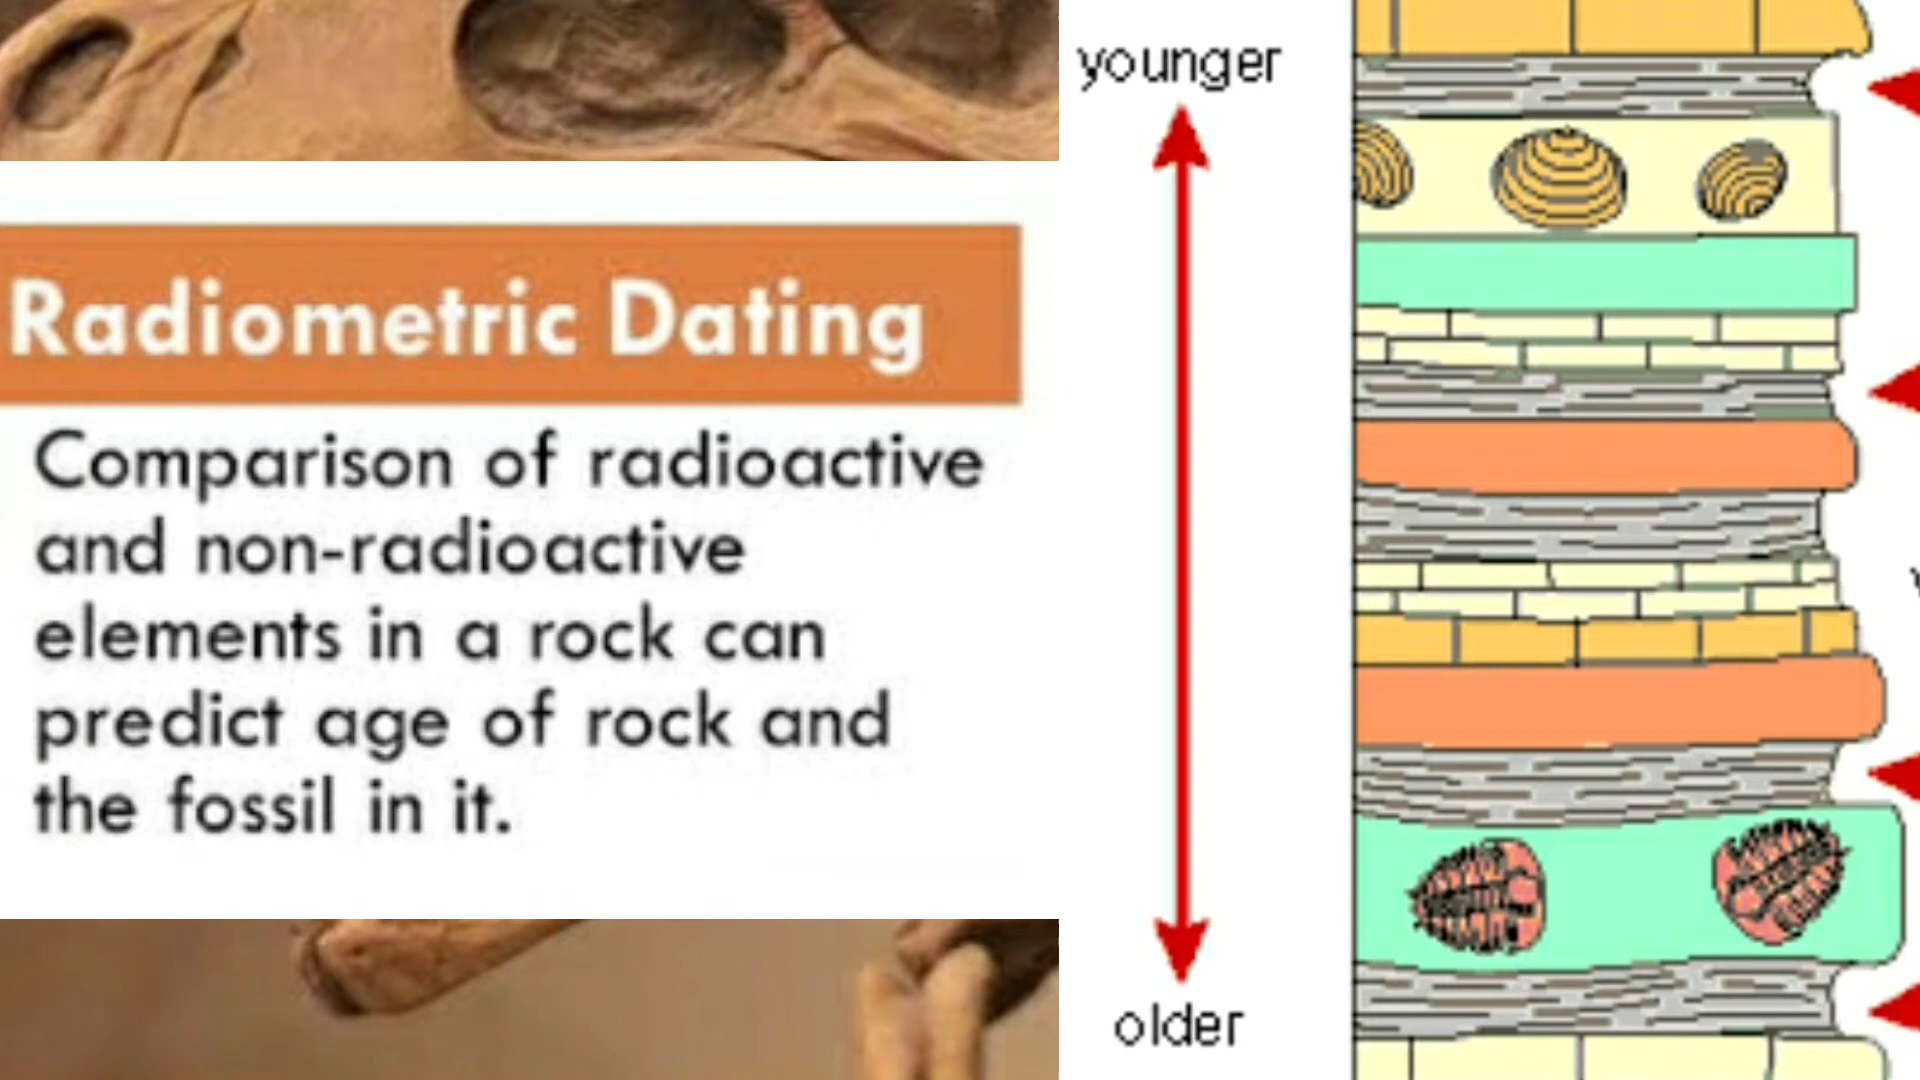 Radiometric Dating
Comparison of radioactive
and non-radioactive
elements in a rock can
predict age of rock and
the fossil in it.
younger
older